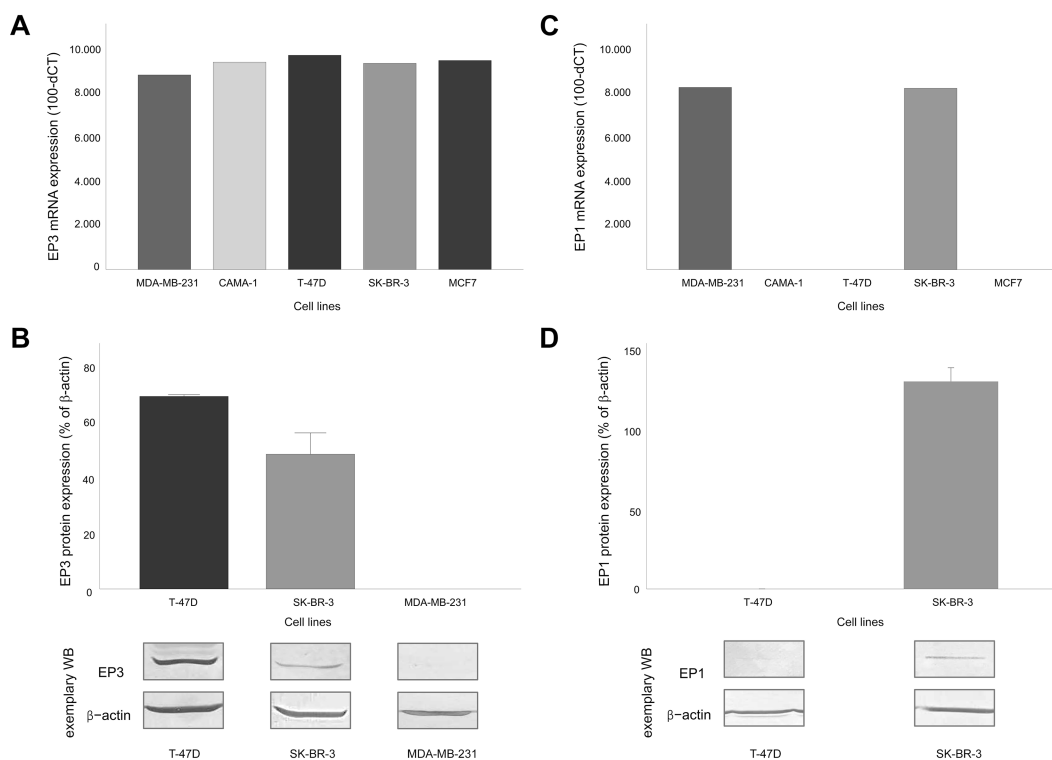 A
EP3 mRNA expression (100-dCT)
10.000
8.000
6.000
4.000
2.000
0
MDA-MB-231 CAMA-1 T-47D SK-BR-3 MCF7
Cell lines
C
EP1 mRNA expression (100-dCT)
10.000
8.000
6.000
4.000
2.000
0
MDA-MB-231 CAMA-1 T-47D SK-BR-3 MCF7
Cell lines
B
EP3 protein expression (% of β-actin)
80
60
40
20
0
T-47D SK-BR-3 MDA-MB-231
Cell lines
exemplary WB
EP3
β−actin
T-47D SK-BR-3 MDA-MB-231
D
EP1 protein expression (% of β-actin)
150
100
50
0
T-47D SK-BR-3
Cell lines
exemplary WB
EP1
β−actin
T-47D SK-BR-3